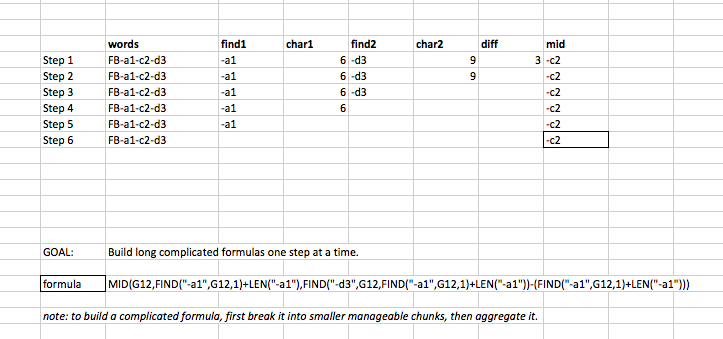 words find1 char1 find2 char2 diff mid
Step 1 FB-a1-c2-d3 -a1 6 -d3 9 3 -c2
Step 2 FB-a1-c2-d3 -a1 6 -d3 9 -c2
Step 3 FB-a1-c2-d3 -a1 6 -d3 -c2
Step 4 FB-a1-c2-d3 -a1 6 -c2
Step 5 FB-a1-c2-d3 -a1 -c2
Step 6 FB-a1-c2-d3 -c2
GOAL: Build long complicated formulas one step at a time.
formula MID(G12,FIND("-a1",G12,1)+LEN("-a1"),FIND("-d3",G12,FIND("-a1",G12,1)+LEN("-a1"))-(FIND("-a1",G12,1)+LEN("-a1")))
note: to build a complicated formula, first break it into smaller manageable chunks, then aggregate it.